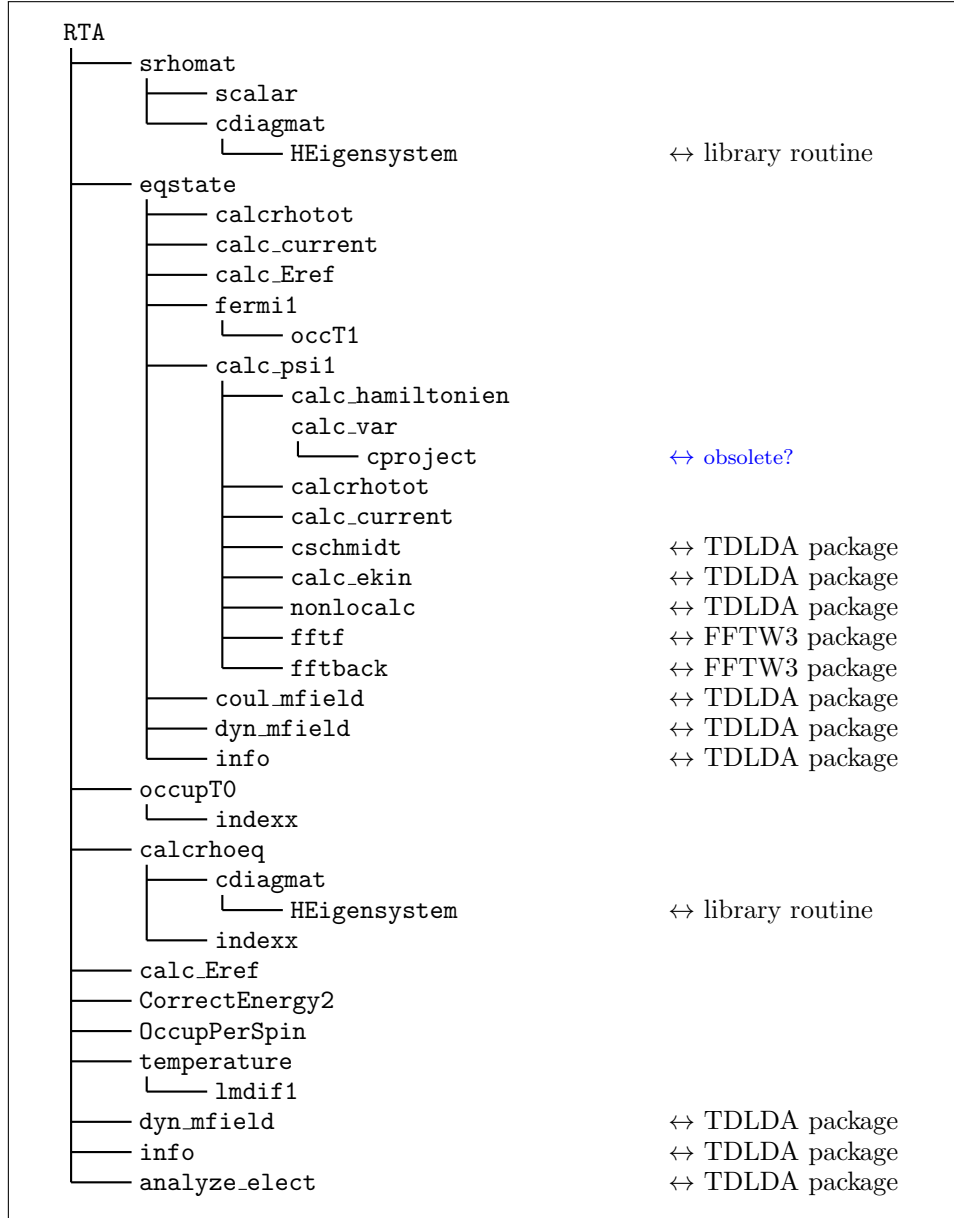 RTA
srhomat
scalar
cdiagmat
HEigensystem ↔ library routine
eqstate
calcrhotot
calc_current
calc_Eref
fermi1
occT1
calc_psi1
calc_hamiltonien
calc_var
cproject ↔ obsolete?
calcrhotot
calc_current
cschmidt ↔ TDLDA package
calc_ekin ↔ TDLDA package
nonlocalc ↔ TDLDA package
fftf ↔ FFTW3 package
fftback ↔ FFTW3 package
coul_mfield ↔ TDLDA package
dyn_mfield ↔ TDLDA package
info ↔ TDLDA package
occupT0
indexx
calcrhoeq
cdiagmat
HEigensystem ↔ library routine
indexx
calc_Eref
CorrectEnergy2
OccupPerSpin
temperature
lmdif1
dyn_mfield ↔ TDLDA package
info ↔ TDLDA package
analyze_elect ↔ TDLDA package